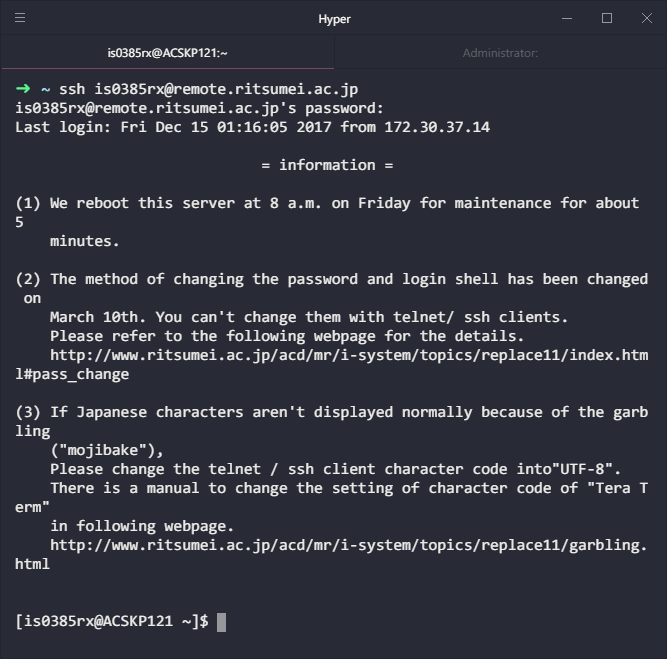 Hyper
is0385rx@ACSKP121:~
Administrator:
➜ ~ ssh is0385rx@remote.ritsumei.ac.jp
is0385rx@remote.ritsumei.ac.jp's password:
Last login: Fri Dec 15 01:16:05 2017 from 172.30.37.14
= information =
(1) We reboot this server at 8 a.m. on Friday for maintenance for about
5
minutes.
(2) The method of changing the password and login shell has been changed
on
March 10th. You can't change them with telnet/ ssh clients.
Please refer to the following webpage for the details.
http://www.ritsumei.ac.jp/acd/mr/i-system/topics/replace11/index.htm
l#pass_change
(3) If Japanese characters aren't displayed normally because of the garb
ling
("mojibake"),
Please change the telnet / ssh client character code into"UTF-8".
There is a manual to change the setting of character code of "Tera T
erm"
in following webpage.
http://www.ritsumei.ac.jp/acd/mr/i-system/topics/replace11/garbling.
html
[is0385rx@ACSKP121 ~]$